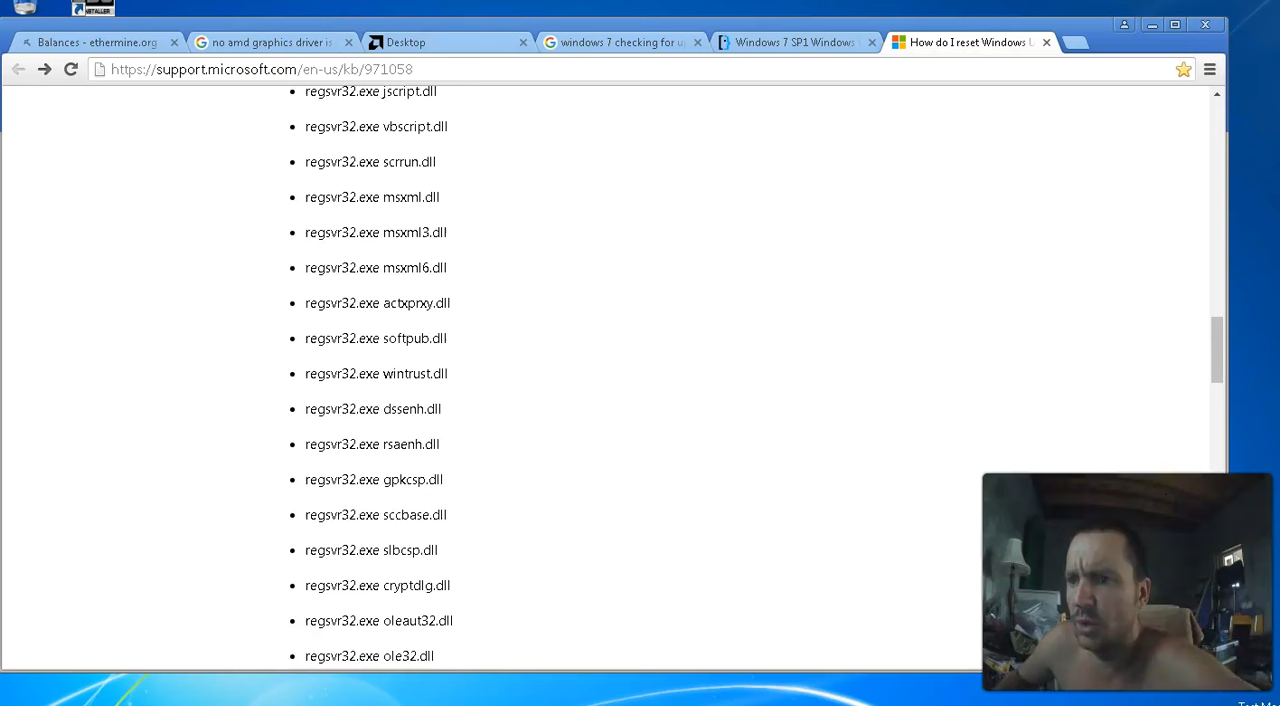 NSTALLER
Balances - ethermine.org
no amd graphics driver is
Desktop
windows 7 checking for u
Windows 7 SP1 Windows
How do I reset Windows U
https://support.microsoft.com/en-us/kb/971058
• regsvr32.exe jscript.dll
• regsvr32.exe vbscript.dll
• regsvr32.exe scrrun.dll
• regsvr32.exe msxml.dll
• regsvr32.exe msxml3.dll
• regsvr32.exe msxml6.dll
• regsvr32.exe actxprxy.dll
• regsvr32.exe softpub.dll
• regsvr32.exe wintrust.dll
• regsvr32.exe dssenh.dll
• regsvr32.exe rsaenh.dll
• regsvr32.exe gpkcsp.dll
• regsvr32.exe sccbase.dll
• regsvr32.exe slbcsp.dll
• regsvr32.exe cryptdlg.dll
• regsvr32.exe oleaut32.dll
• regsvr32.exe ole32.dll